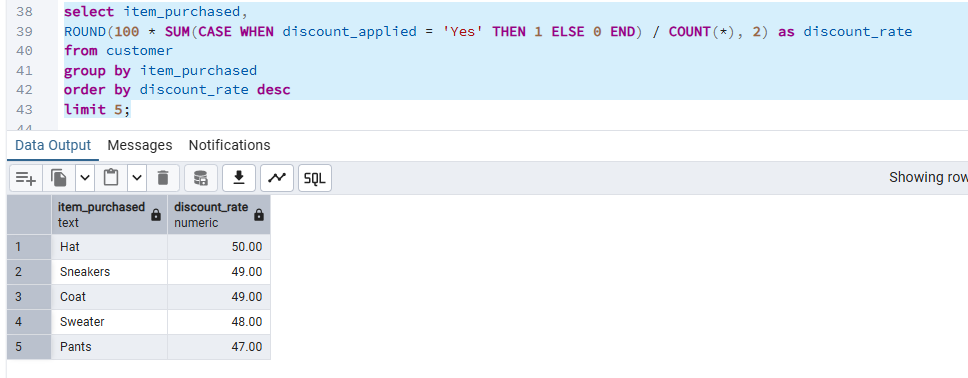 38 select item_purchased,
39 ROUND(100 * SUM(CASE WHEN discount_applied = 'Yes' THEN 1 ELSE 0 END) / COUNT(*), 2) as discount_rate
40 from customer
41 group by item_purchased
42 order by discount_rate desc
43 limit 5;
44
Data Output Messages Notifications
SQL Showing row
item_purchased discount_rate
text numeric
1 Hat 50.00
2 Sneakers 49.00
3 Coat 49.00
4 Sweater 48.00
5 Pants 47.00